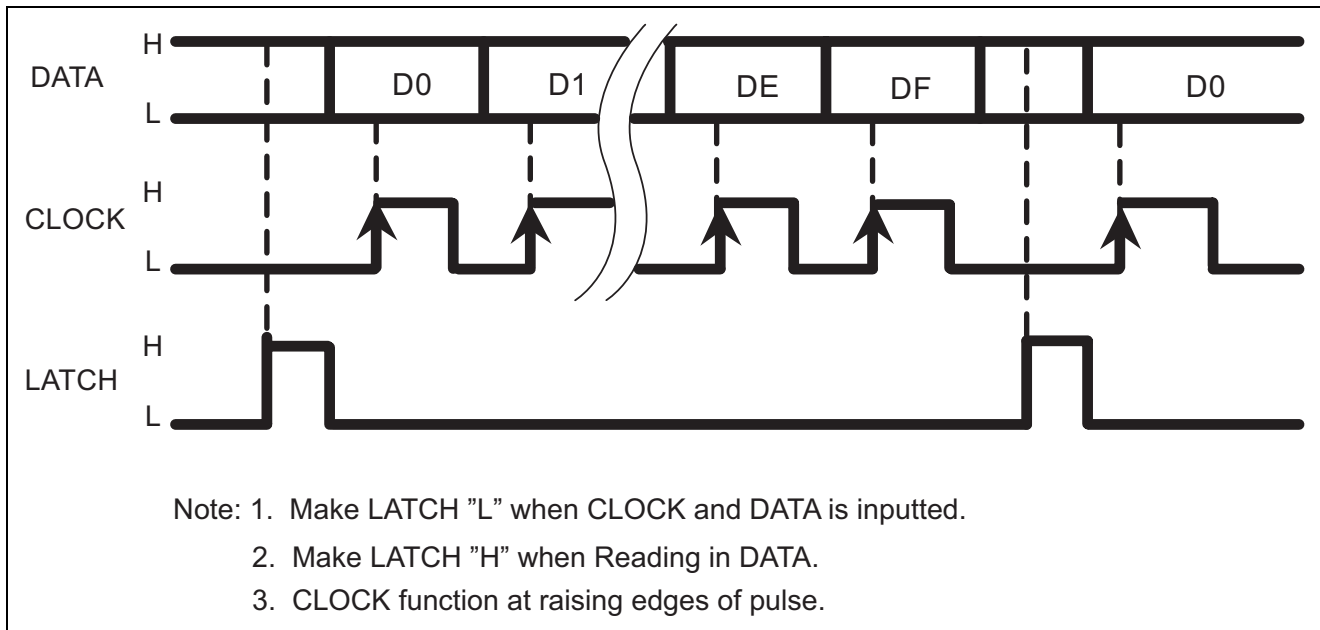 H
DATA
D0 D1 DE DF D0
L
H
CLOCK
L
H
LATCH
L
Note: 1. Make LATCH ”L” when CLOCK and DATA is inputted.
2. Make LATCH ”H” when Reading in DATA.
3. CLOCK function at raising edges of pulse.